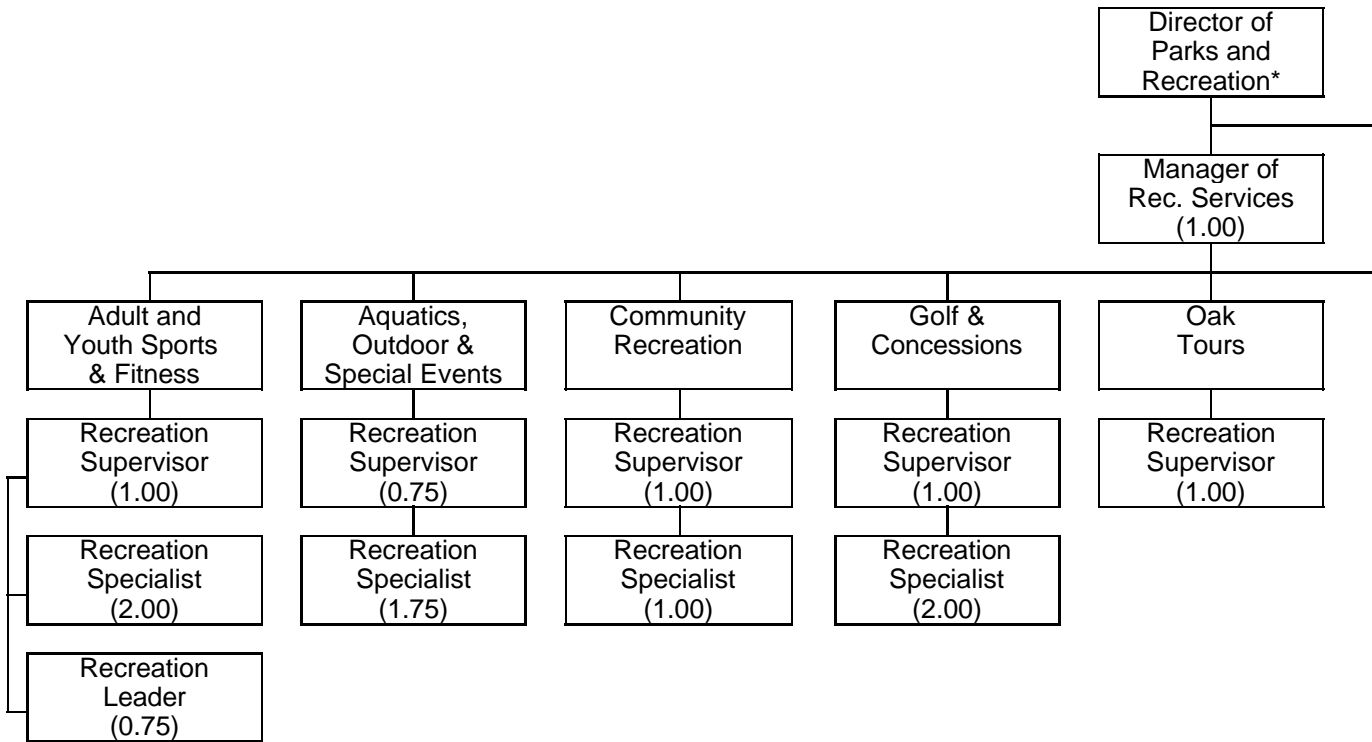 Director of
Parks and
Recreation*
Manager of
Rec. Services
(1.00)
Adult and
Youth Sports
& Fitness
Aquatics,
Outdoor &
Special Events
Community
Recreation
Golf &
Concessions
Oak
Tours
Recreation
Supervisor
(1.00)
Recreation
Supervisor
(0.75)
Recreation
Supervisor
(1.00)
Recreation
Supervisor
(1.00)
Recreation
Supervisor
(1.00)
Recreation
Specialist
(2.00)
Recreation
Specialist
(1.75)
Recreation
Specialist
(1.00)
Recreation
Specialist
(2.00)
Recreation
Leader
(0.75)